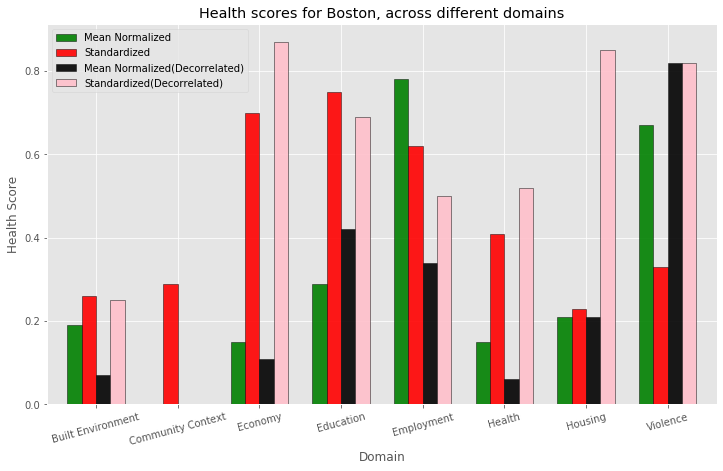 Health scores for Boston, across different domains
Mean Normalized
Standardized
Mean Normalized(Decorrelated)
Standardized(Decorrelated)
Health Score
0.8
0.6
0.4
0.2
0.0
Built Environment
Community Context
Economy
Education
Employment
Health
Housing
Violence
Domain